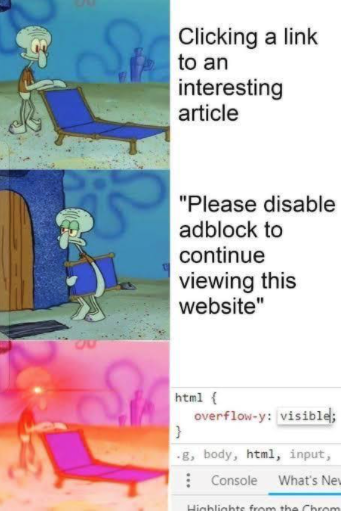 Clicking a link
to an
interesting
article
"Please disable
adblock to
continue
viewing this
website"
html {
overflow-y: visible;
}
.g, body, html, input,
Console What's New
Highlights from the Chrom